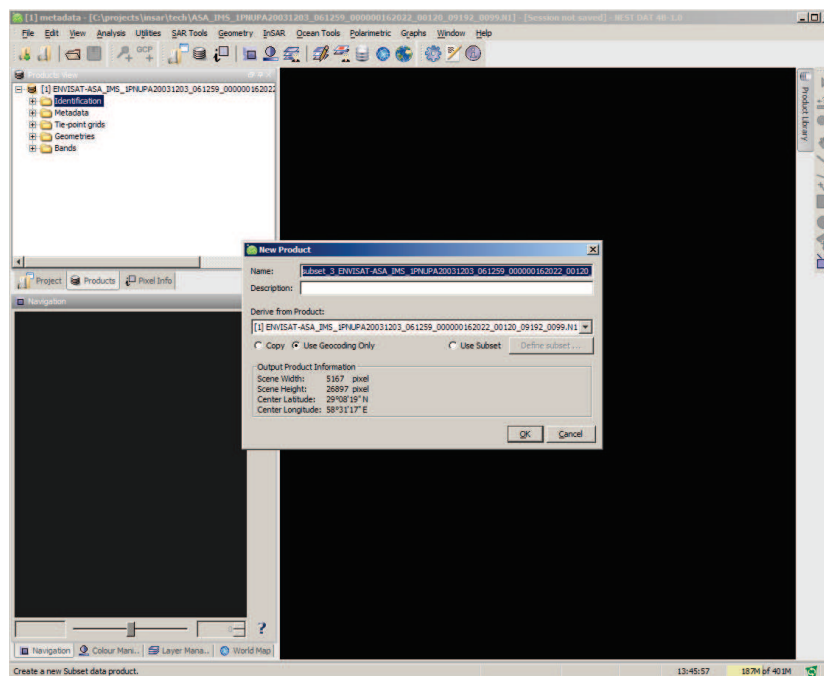 [1] metadata - [C:\projects\insar\tech\ASA_IMS_1PNUPA20031203_061259_000000162022_00120_09192_0099.N1] - [Session not saved] - NEST DAT 4B-1.0
File Edit View Analysis Utilities SAR Tools Geometry InSAR Ocean Tools Polarimetric Graphs Window Help
GCP
Products View
[1] ENVISAT-ASA_IMS_1PNUPA20031203_061259_000000162022
Identification
Metadata
Tie-point grids
Geometries
Bands
Product Library
Project Products Pixel Info
Navigation
New Product
Name: subset_3_ENVISAT-ASA_IMS_1PNUPA20031203_061259_000000162022_00120
Description:
Derive from Product:
[1] ENVISAT-ASA_IMS_1PNUPA20031203_061259_000000162022_00120_09192_0099.N1
Copy Use Geocoding Only Use Subset Define subset ...
Output Product Information
Scene Width: 5167 pixel
Scene Height: 26897 pixel
Center Latitude: 29°08'19" N
Center Longitude: 58°31'17" E
OK Cancel
?
Navigation Colour Mani... Layer Mana... World Map
Create a new Subset data product. 13:45:57 187M of 401M